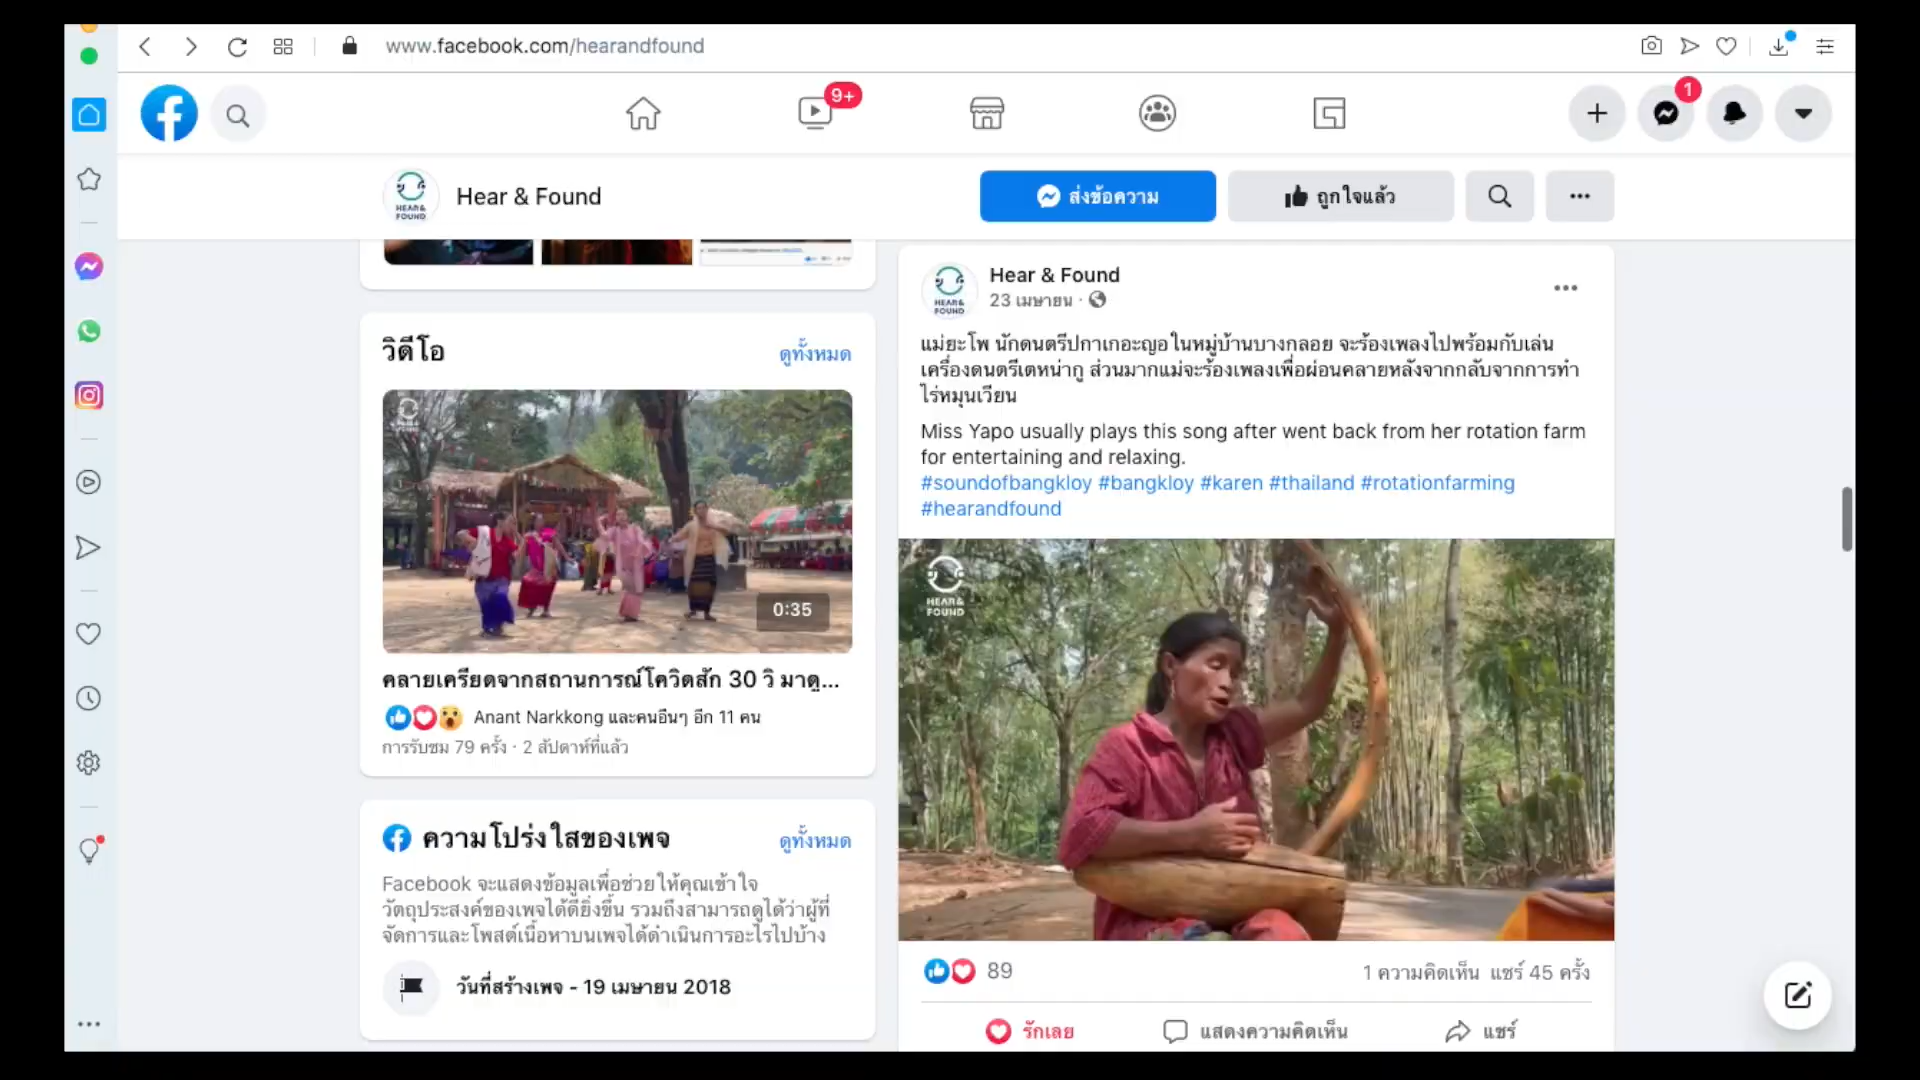 www.facebook.com/hearandfound
9+
1
HEAR&
FOUND
Hear & Found
ส่งข้อความ
ถูกใจแล้ว
วิดีโอ
ดูทั้งหมด
0:35
คลายเครียดจากสถานการณ์โควิดสัก 30 วิ มาดู...
Anant Narkkong และคนอื่นๆ อีก 11 คน
การรับชม 79 ครั้ง · 2 สัปดาห์ที่แล้ว
ความโปร่งใสของเพจ
ดูทั้งหมด
Facebook จะแสดงข้อมูลเพื่อช่วยให้คุณเข้าใจ
วัตถุประสงค์ของเพจได้ดียิ่งขึ้น รวมถึงสามารถดูได้ว่าผู้ที่
จัดการและโพสต์เนื้อหาบนเพจได้ดำเนินการอะไรไปบ้าง
วันที่สร้างเพจ - 19 เมษายน 2018
HEAR&
FOUND
Hear & Found
23 เมษายน ·
แม่ยะโพ นักดนตรีปกาเกอะญอในหมู่บ้านบางกลอย จะร้องเพลงไปพร้อมกับเล่น
เครื่องดนตรีเตหน่ากู ส่วนมากแม่จะร้องเพลงเพื่อผ่อนคลายหลังจากกลับจากการทำ
ไร่หมุนเวียน
Miss Yapo usually plays this song after went back from her rotation farm
for entertaining and relaxing.
#soundofbangkloy #bangkloy #karen #thailand #rotationfarming
#hearandfound
HEAR&
FOUND
89
1 ความคิดเห็น แชร์ 45 ครั้ง
รักเลย
แสดงความคิดเห็น
แชร์